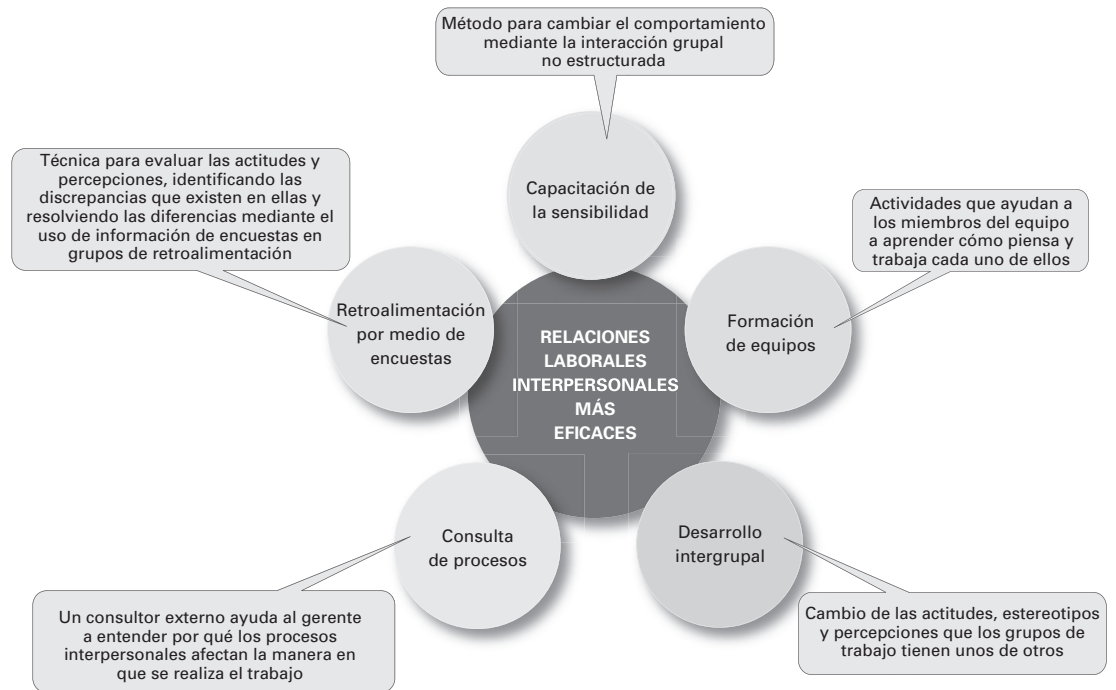 Método para cambiar el comportamiento
mediante la interacción grupal
no estructurada
Capacitación de
la sensibilidad
Técnica para evaluar las actitudes y
percepciones, identificando las
discrepancias que existen en ellas y
resolviendo las diferencias mediante el
uso de información de encuestas en
grupos de retroalimentación
Retroalimentación
por medio de
encuestas
Actividades que ayudan a
los miembros del equipo
a aprender cómo piensa y
trabaja cada uno de ellos
Formación
de equipos
RELACIONES
LABORALES
INTERPERSONALES
MÁS
EFICACES
Consulta
de procesos
Un consultor externo ayuda al gerente
a entender por qué los procesos
interpersonales afectan la manera en
que se realiza el trabajo
Desarrollo
intergrupal
Cambio de las actitudes, estereotipos
y percepciones que los grupos de
trabajo tienen unos de otros